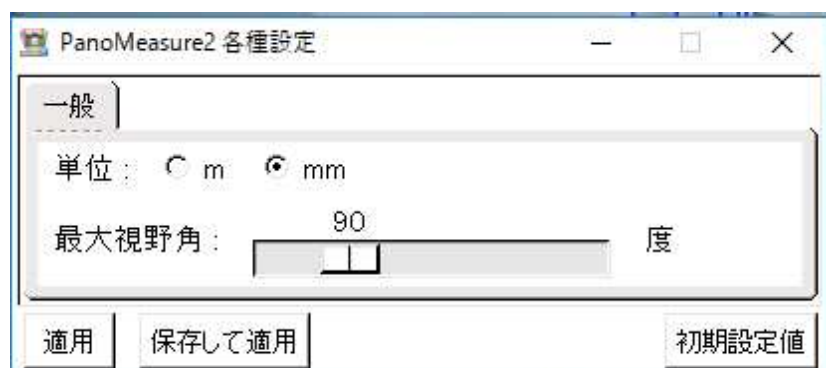 PanoMeasure2 各種設定
一般
単位 : m mm
90
最大視野角 : 度
適用 保存して適用 初期設定値